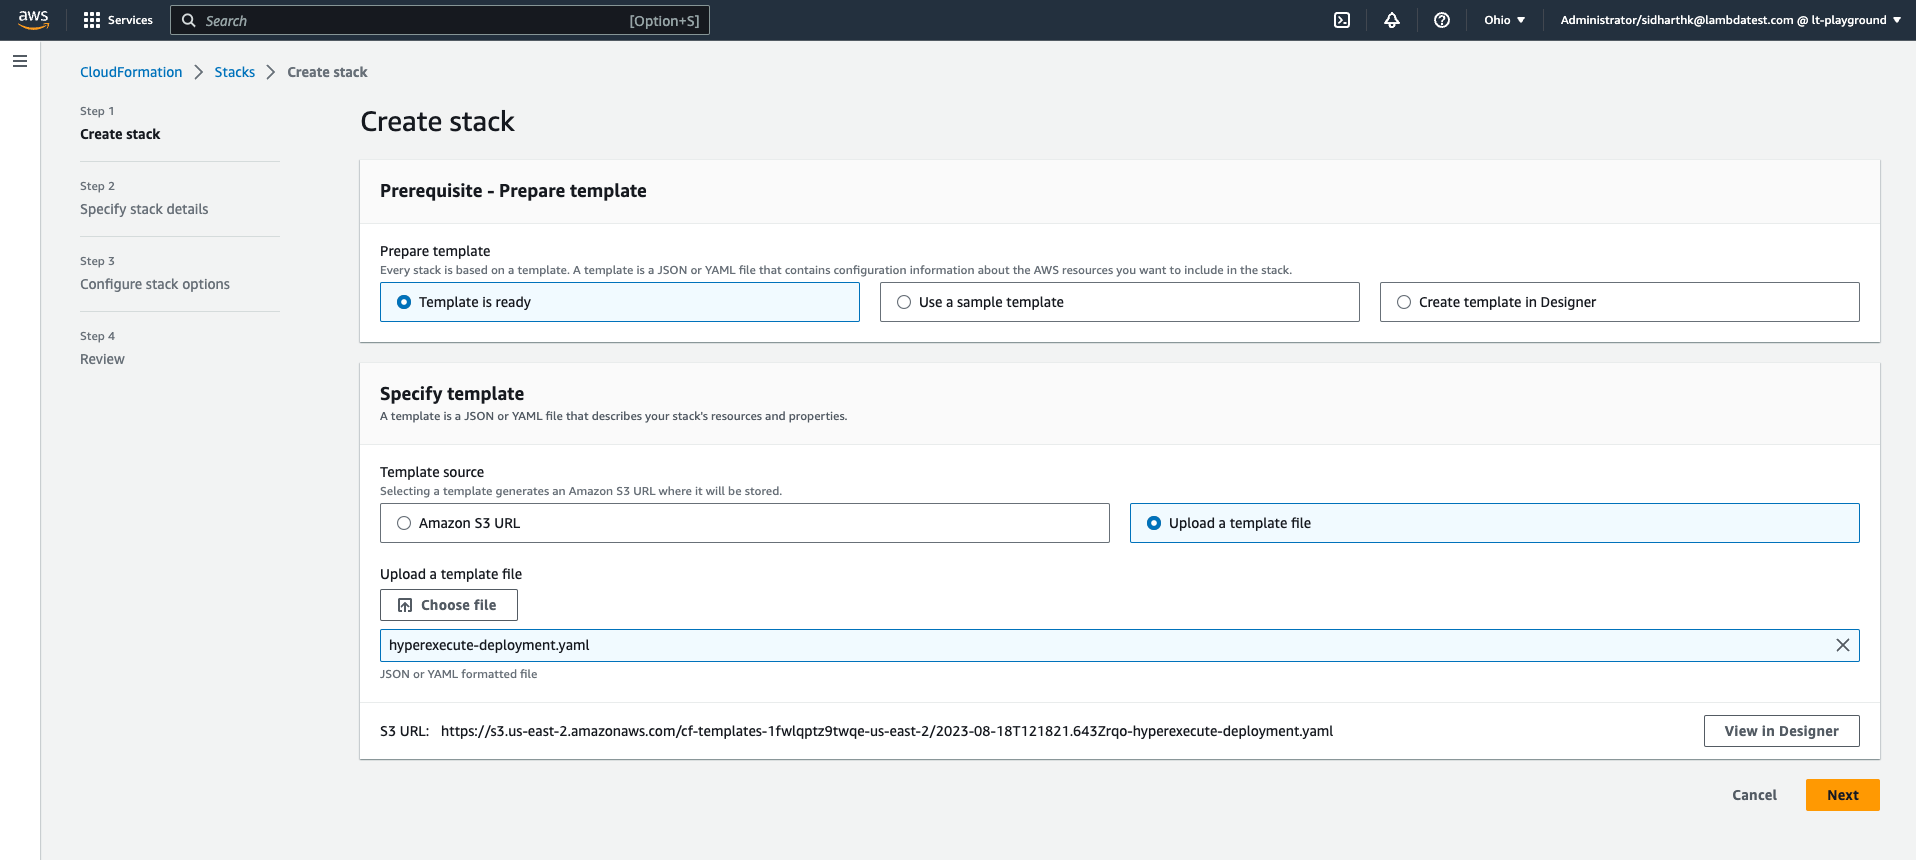 aws Services Search [Option+S] Ohio Administrator/sidharthk@lambdatest.com @ lt-playground
CloudFormation Stacks Create stack
Step 1
Create stack
Step 2
Specify stack details
Step 3
Configure stack options
Step 4
Review
Create stack
Prerequisite - Prepare template
Prepare template
Every stack is based on a template. A template is a JSON or YAML file that contains configuration information about the AWS resources you want to include in the stack.
Template is ready Use a sample template Create template in Designer
Specify template
A template is a JSON or YAML file that describes your stack's resources and properties.
Template source
Selecting a template generates an Amazon S3 URL where it will be stored.
Amazon S3 URL Upload a template file
Upload a template file
Choose file
hyperexecute-deployment.yaml
JSON or YAML formatted file
S3 URL: https://s3.us-east-2.amazonaws.com/cf-templates-1fwlqptz9twqe-us-east-2/2023-08-18T121821.643Zrqo-hyperexecute-deployment.yaml View in Designer
Cancel Next